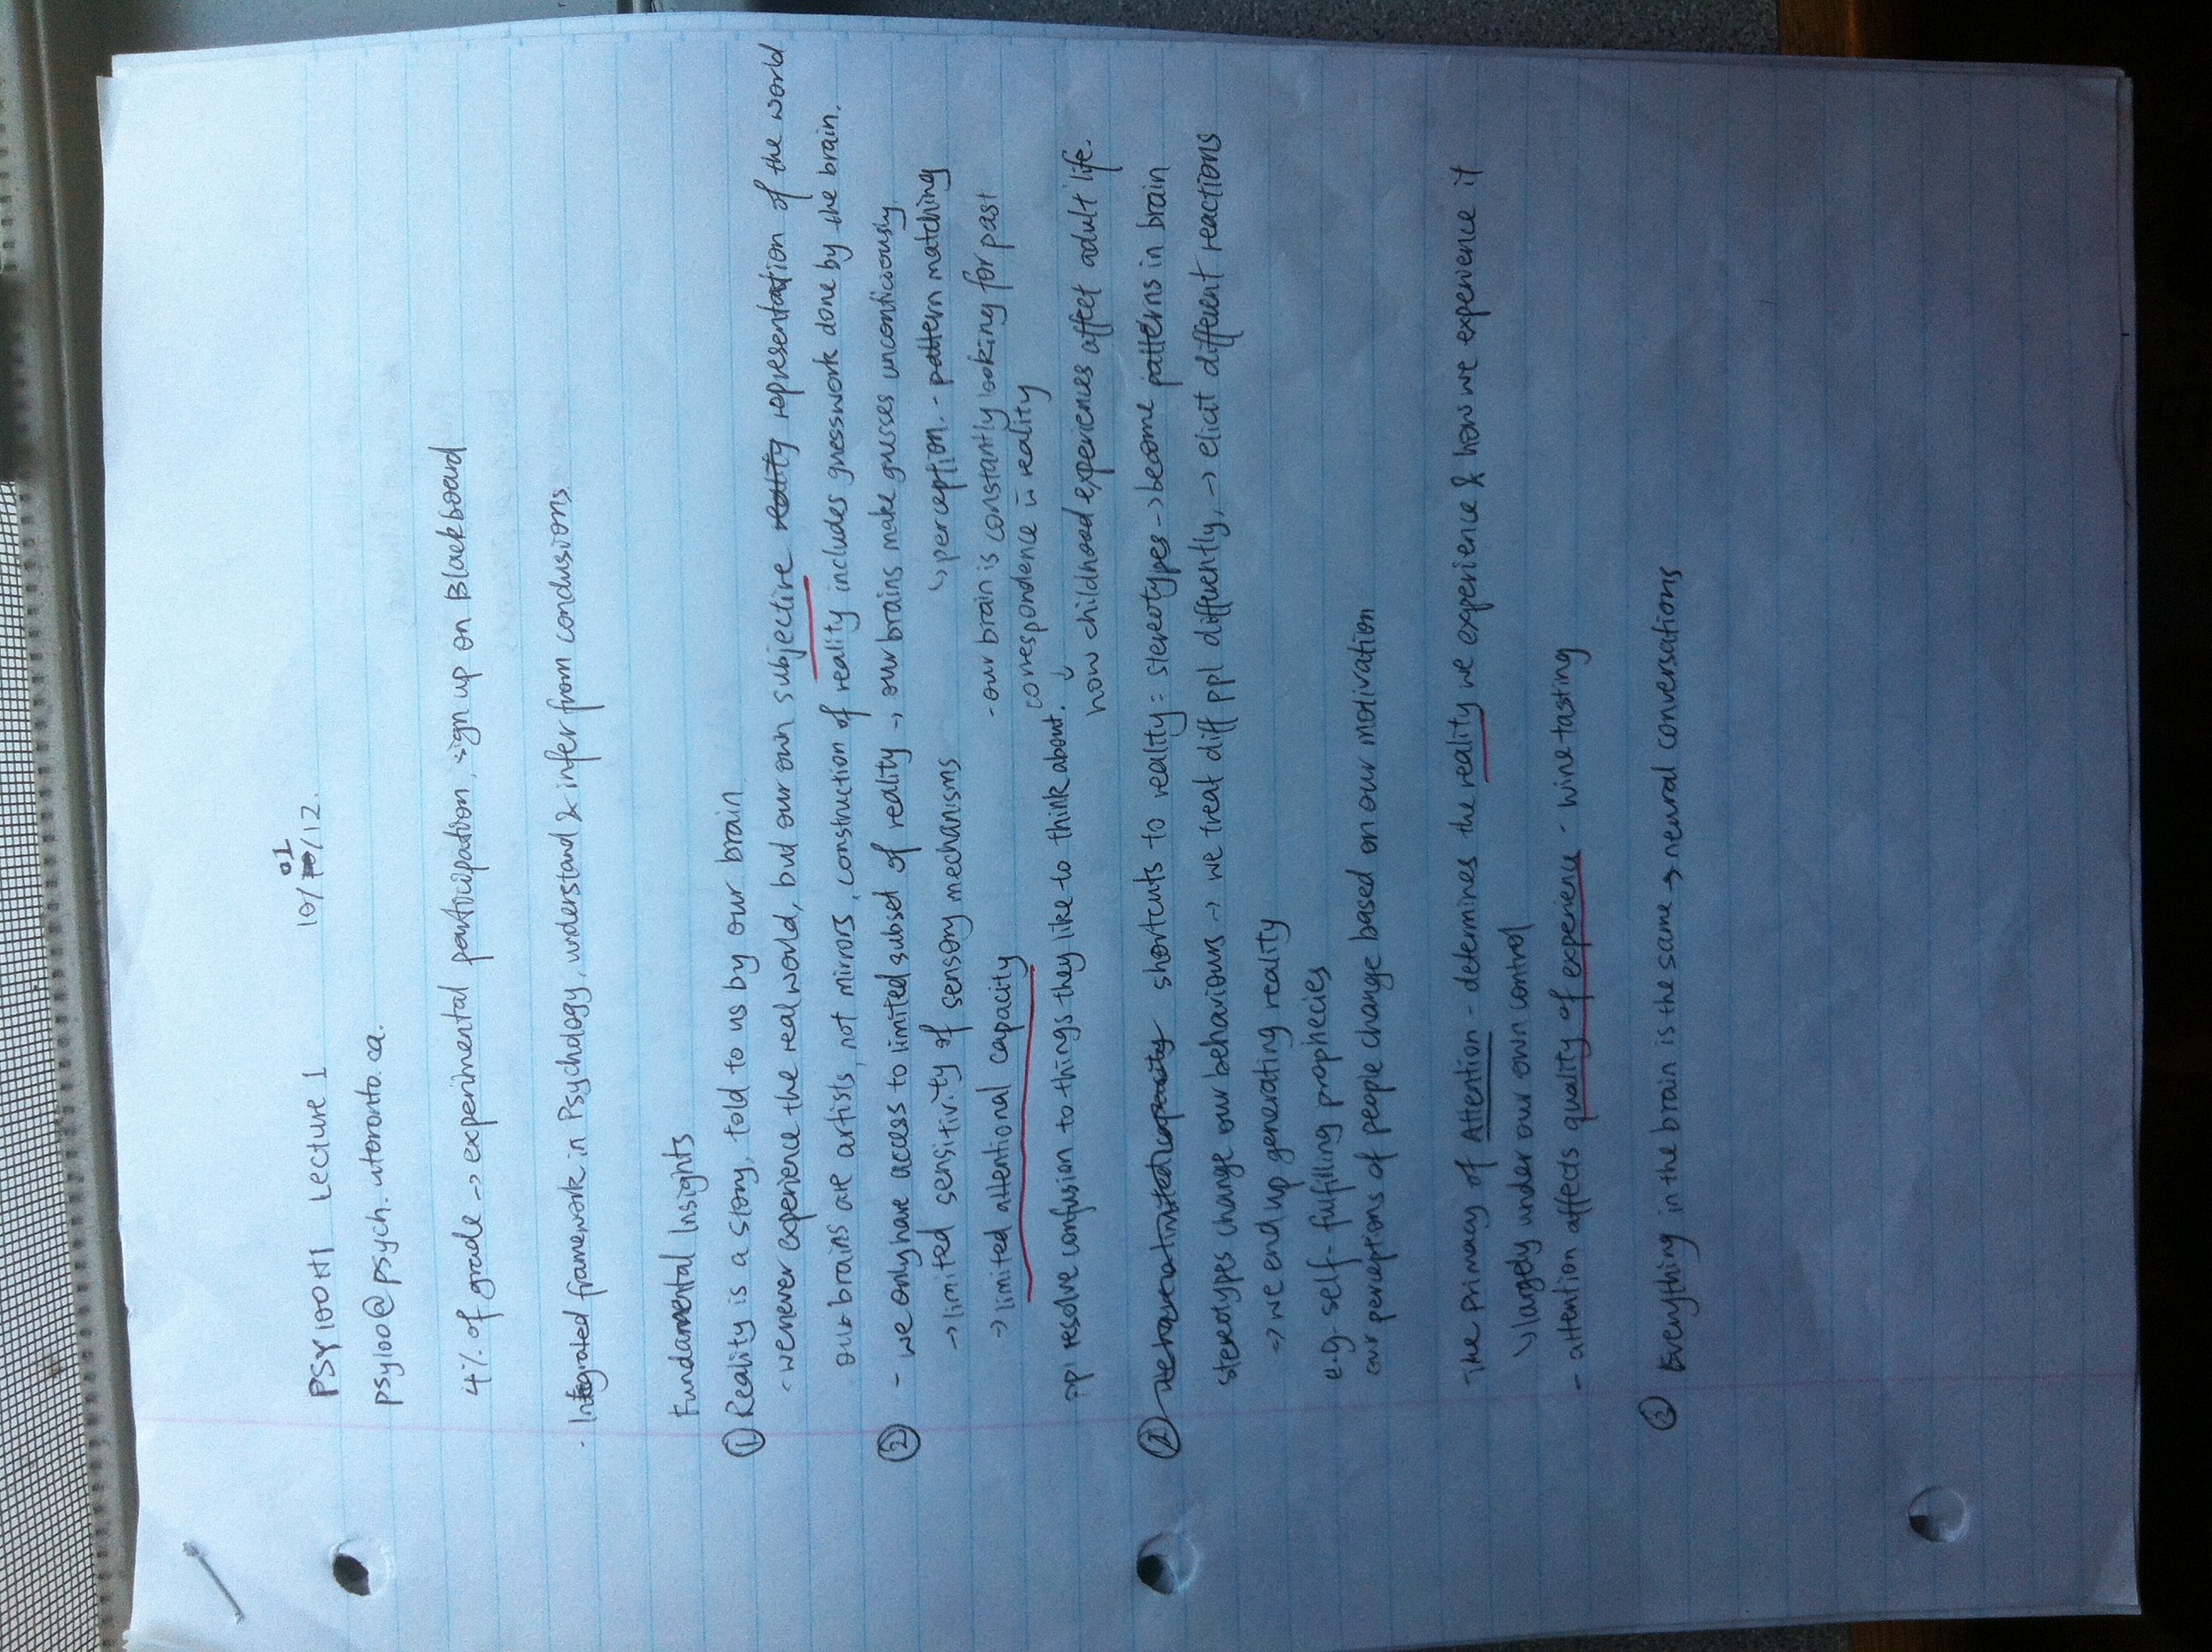 PSY100H1 Lecture 1 10/01/12.
psy100@psych.utoronto.ca.
4% of grade → experimental participation, sign up on Blackboard
· Integrated framework in Psychology, understand & infer from conclusions
Fundamental Insights
① Reality is a story, told to us by our brain
- we never experience the real world, but our own subjective reality representation of the world
our brains are artists, not mirrors, construction of reality includes guesswork done by the brain.
② - we only have access to limited subset of reality → our brains make guesses unconticously
→ limited sensitivity of sensory mechanisms
↳ perception. - pattern matching
→ limited attentional capacity
- our brain is constantly looking for past
correspondence in reality
ppl resolve confusion to things they like to think about.
↓
how childhood experiences affect adult life.
② we have limited capacity shortcuts to reality: stereotypes → become patterns in brain
stereotypes change our behaviours → we treat diff ppl differently, → elicit different reactions
→ we end up generating reality
e.g. self-fulfilling prophecies
our perceptions of people change based on our motivation
The Primacy of Attention - determines the reality we experience & how we experience it
↳ largely under our own control
- attention affects quality of experience - wine tasting
③ Everything in the brain is the same → neural conversations